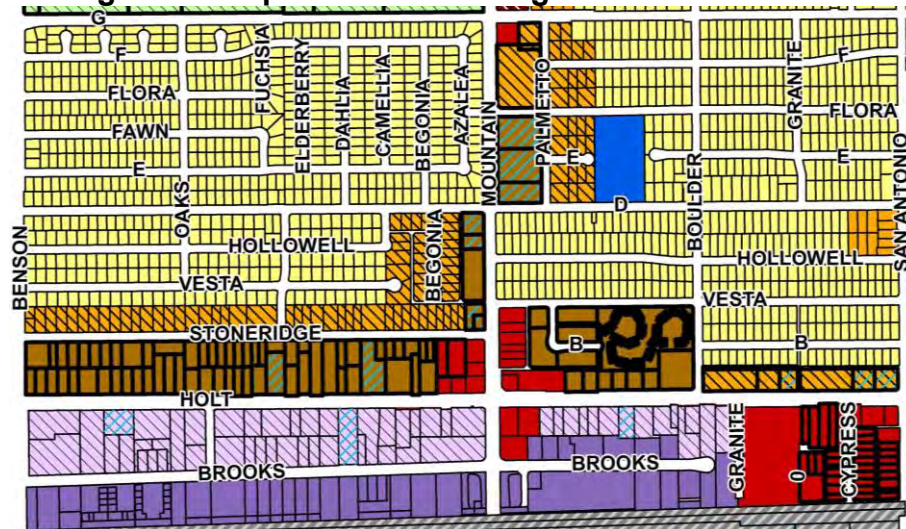 G
F
FLORA
FAWN
E
FUCHSIA
ELDERBERRY
DAHLIA
CAMELLIA
BEGONIA
AZALEA
MOUNTAIN
PALMETTO
E
F
GRANITE
FLORA
E
D
BOULDER
SAN ANTONIO
BENSON
OAKS
HOLLOWELL
BEGONIA
VESTA
STONERIDGE
HOLLOWELL
VESTA
B
B
HOLT
BROOKS
BROOKS
GRANITE
0
CYPRESS